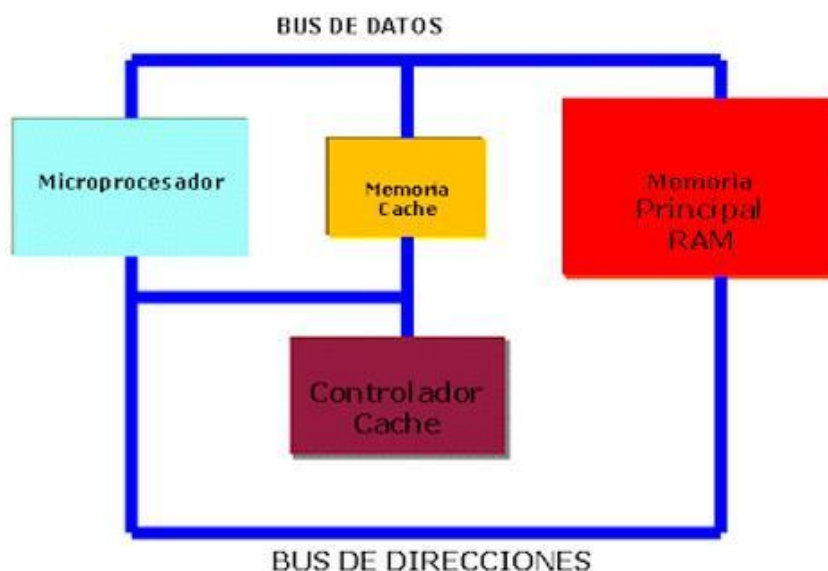 BUS DE DATOS
Microprocesador
Memoria
Cache
Memoria
Principal
RAM
Controlador
Cache
BUS DE DIRECCIONES